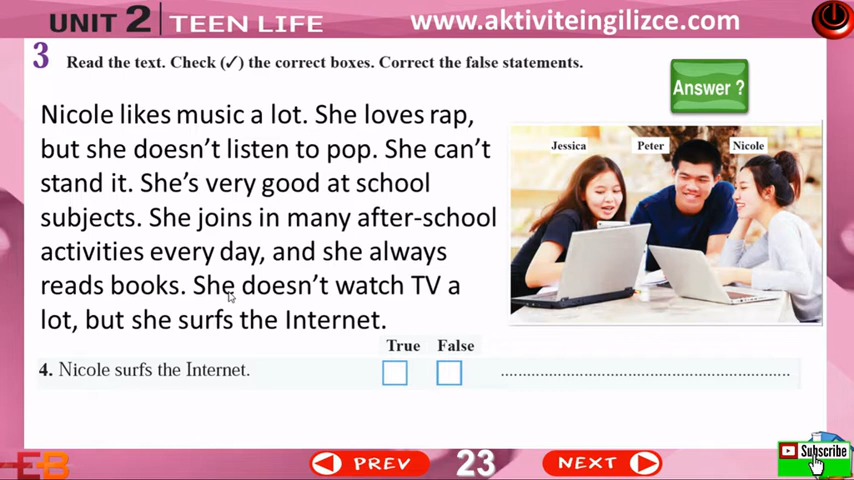 UNIT 2 TEEN LIFE
www.aktiviteingilizce.com
3 Read the text. Check (✓) the correct boxes. Correct the false statements.
Answer ?
Nicole likes music a lot. She loves rap,
but she doesn't listen to pop. She can't
stand it. She's very good at school
subjects. She joins in many after-school
activities every day, and she always
reads books. She doesn't watch TV a
lot, but she surfs the Internet.
Jessica Peter Nicole
True False
4. Nicole surfs the Internet. ..........................................................................
EB
PREV 23 NEXT
Subscribe